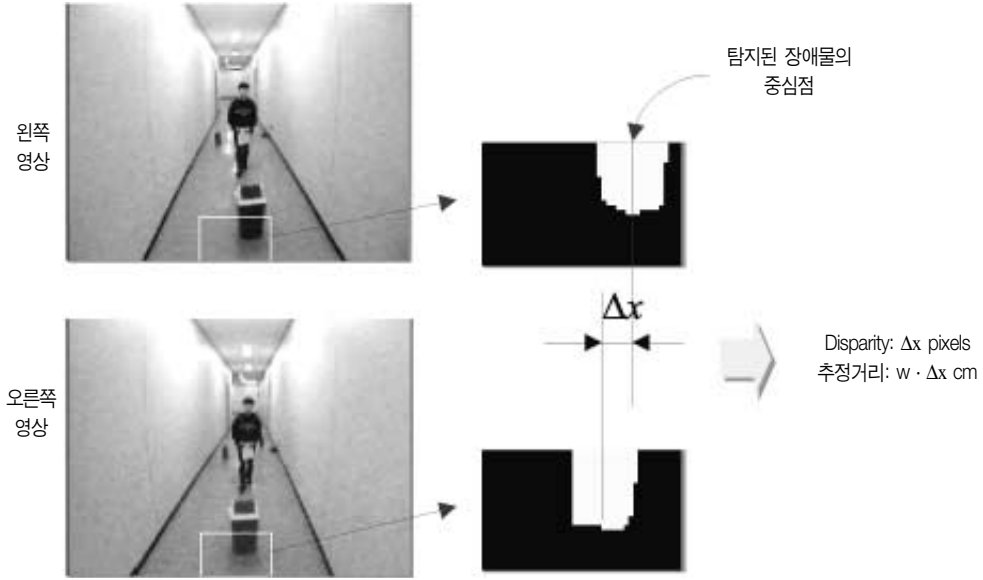 탐지된 장애물의
중심점
왼쪽
영상
Δx
Disparity: Δx pixels
추정거리: w · Δx cm
오른쪽
영상